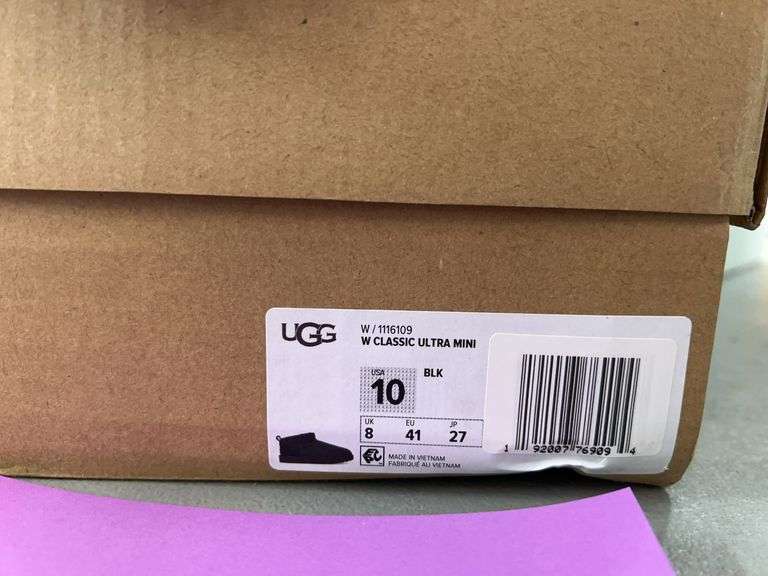 UGG
W / 1116109
W CLASSIC ULTRA MINI
USA
10
BLK
UK EU JP
8 41 27
MADE IN VIETNAM
FABRIQUÉ AU VIETNAM
1 92007 76909 4